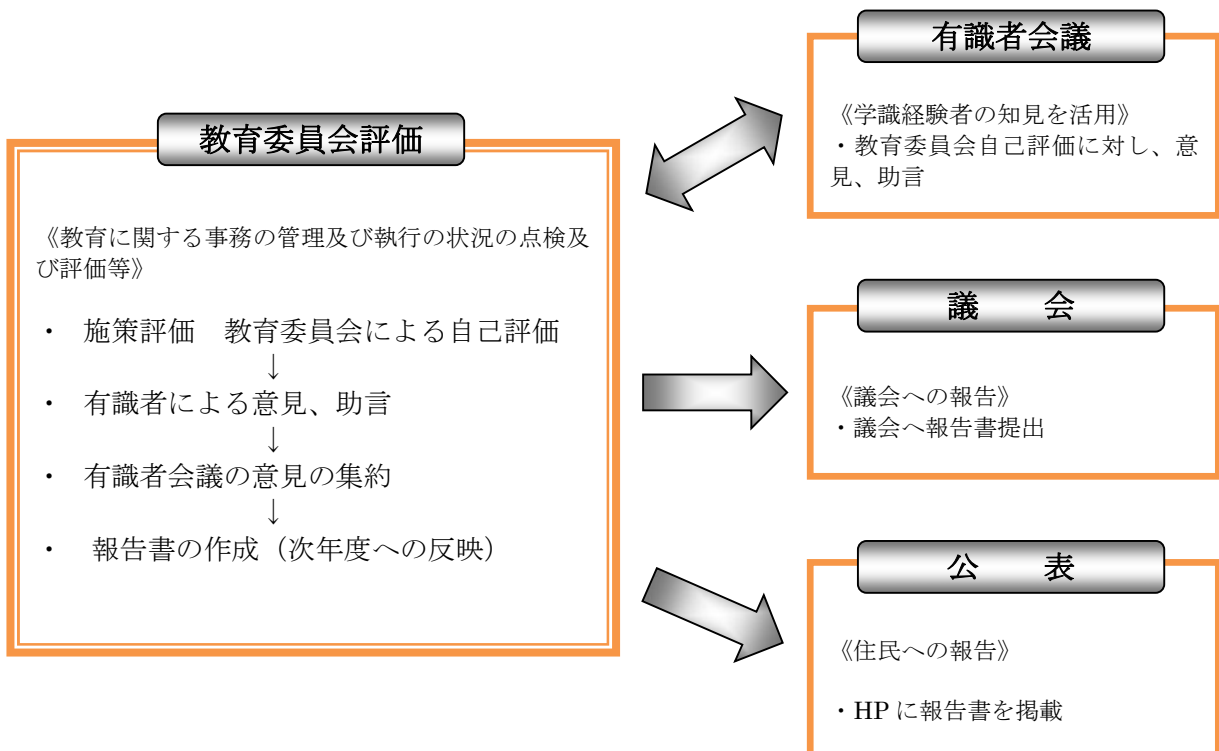 教育委員会評価
《教育に関する事務の管理及び執行の状況の点検及
び評価等》
・ 施策評価 教育委員会による自己評価
↓
・ 有識者による意見、助言
↓
・ 有識者会議の意見の集約
↓
・ 報告書の作成（次年度への反映）
有識者会議
《学識経験者の知見を活用》
・教育委員会自己評価に対し、意
見、助言
議 会
《議会への報告》
・議会へ報告書提出
公 表
《住民への報告》
・HP に報告書を掲載